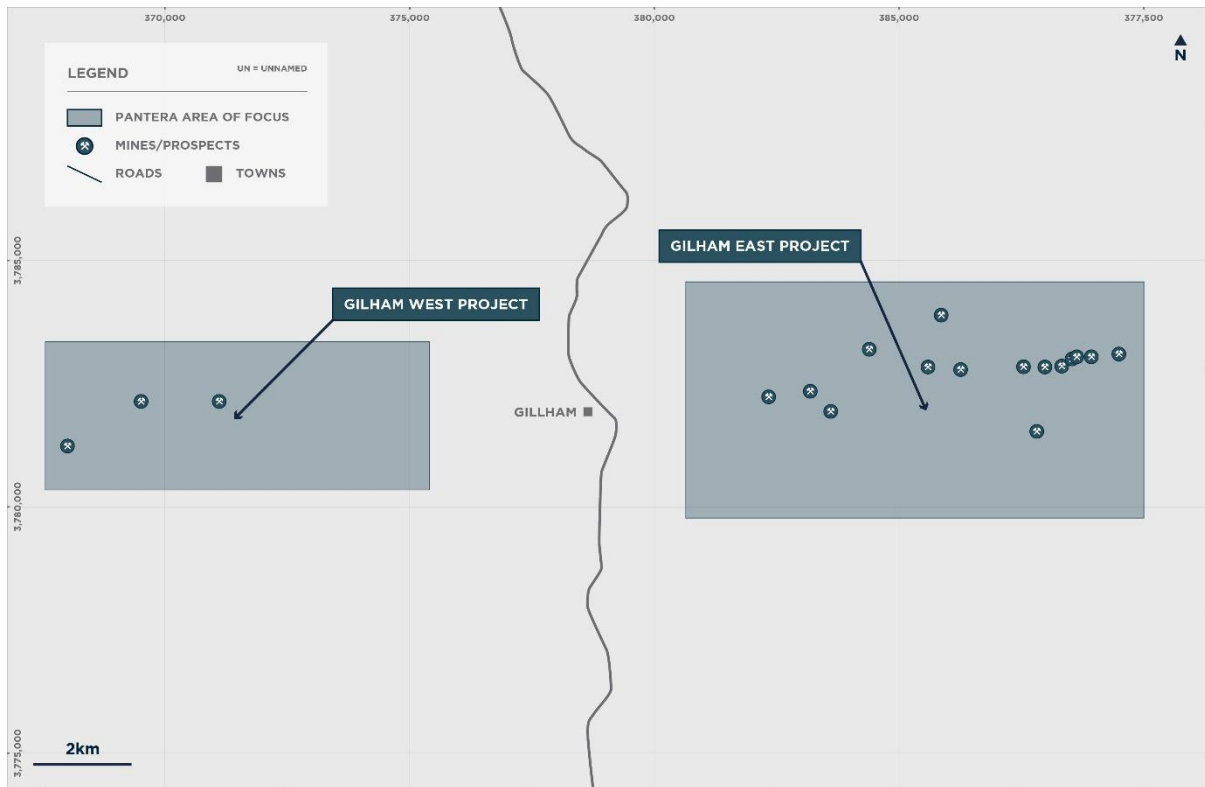 370,000
375,000
380,000
385,000
377,500
LEGEND
UN = UNNAMED
PANTERA AREA OF FOCUS
MINES/PROSPECTS
ROADS
TOWNS
N
GILHAM EAST PROJECT
3,785,000
GILHAM WEST PROJECT
GILLHAM
3,780,000
3,775,000
2km